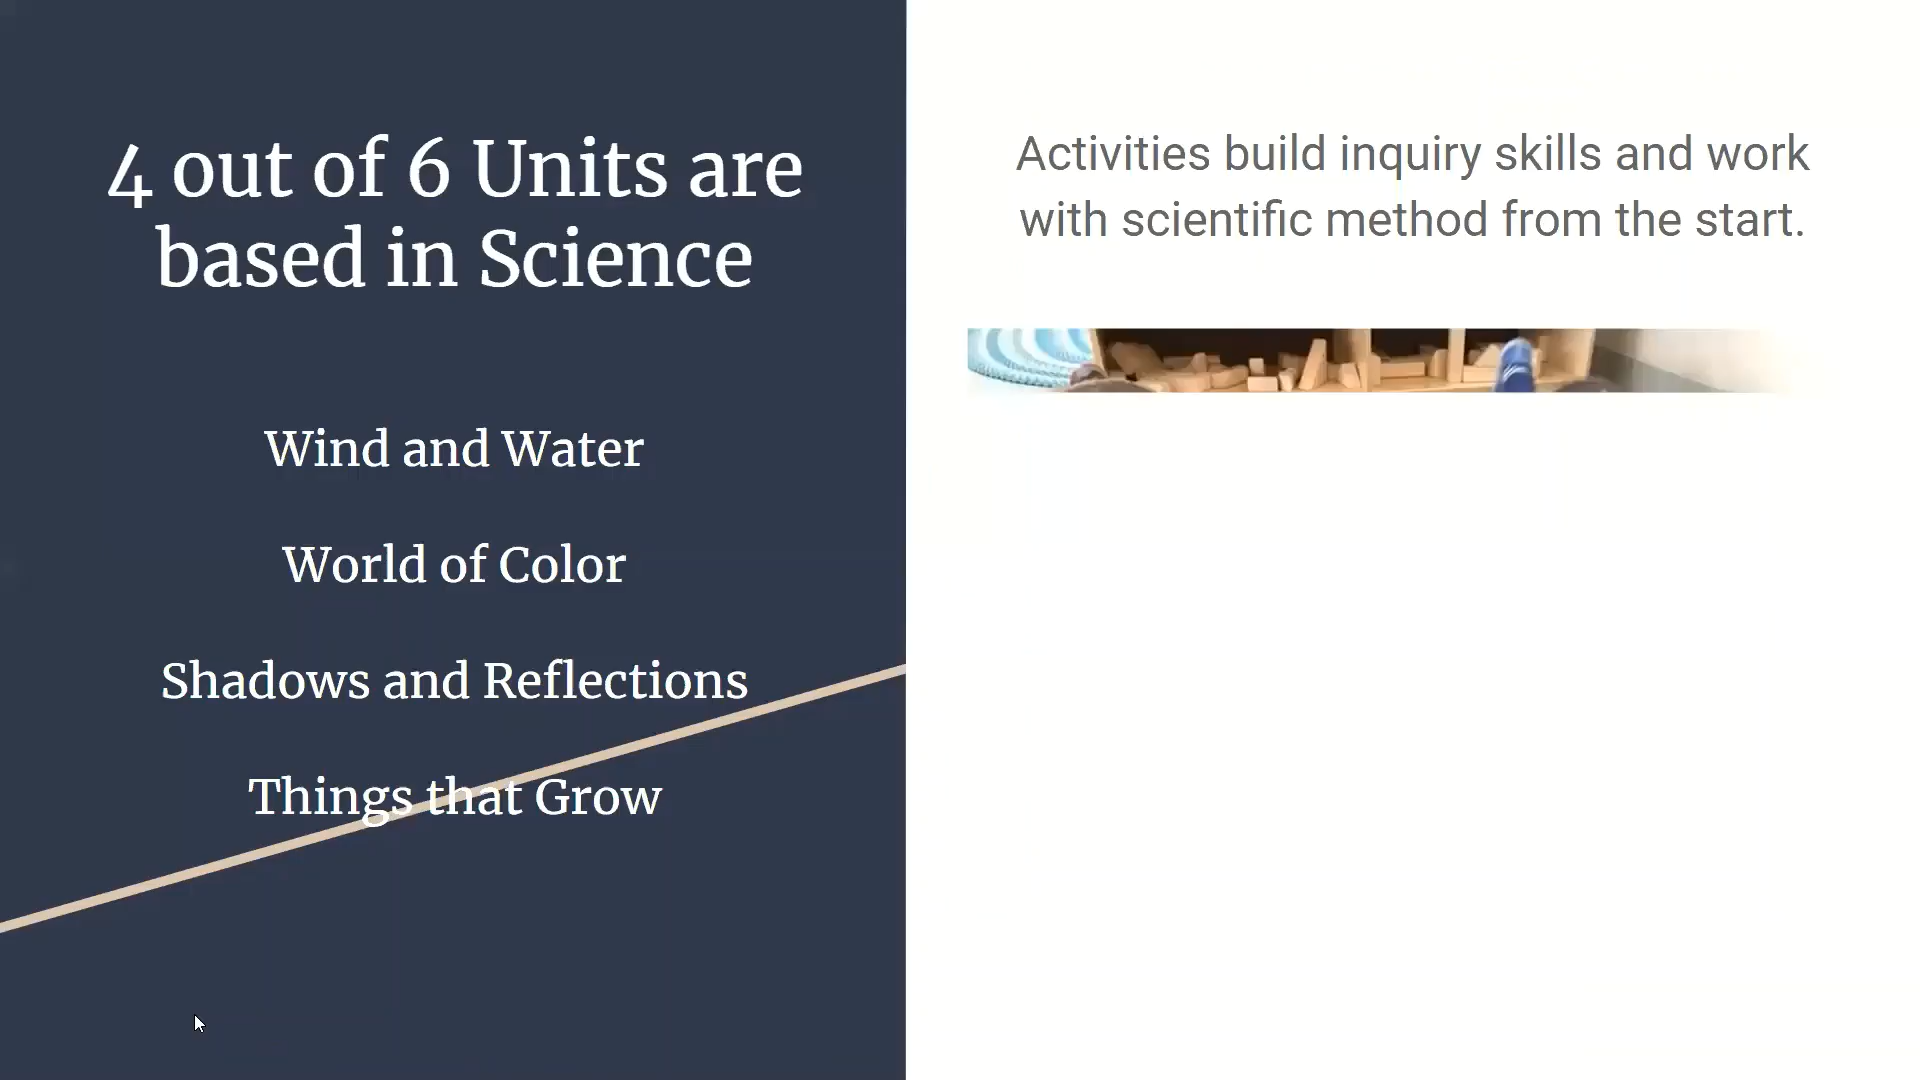 4 out of 6 Units are
based in Science
Wind and Water
World of Color
Shadows and Reflections
Things that Grow
Activities build inquiry skills and work
with scientific method from the start.